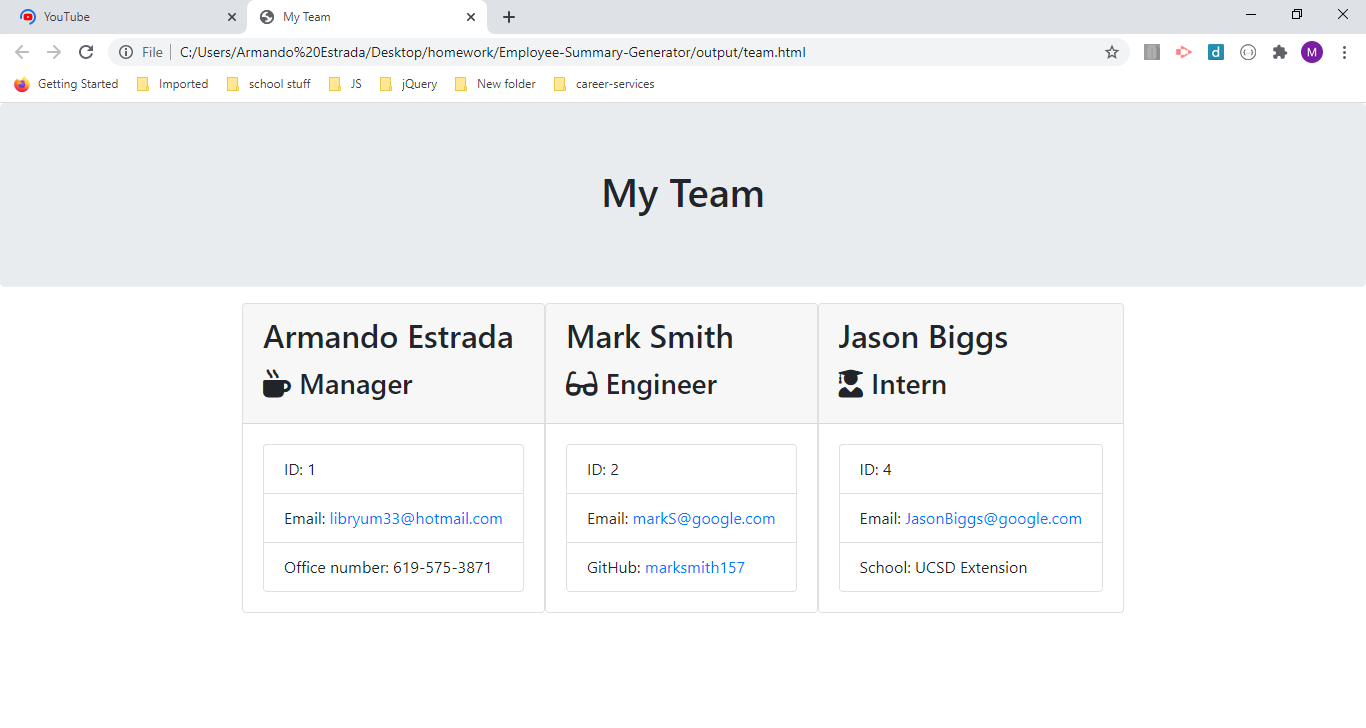 YouTube
My Team
File
C:/Users/Armando%20Estrada/Desktop/homework/Employee-Summary-Generator/output/team.html
d
M
Getting Started
Imported
school stuff
JS
jQuery
New folder
career-services
My Team
Armando Estrada
Manager
ID: 1
Email: libryum33@hotmail.com
Office number: 619-575-3871
Mark Smith
Engineer
ID: 2
Email: markS@google.com
GitHub: marksmith157
Jason Biggs
Intern
ID: 4
Email: JasonBiggs@google.com
School: UCSD Extension